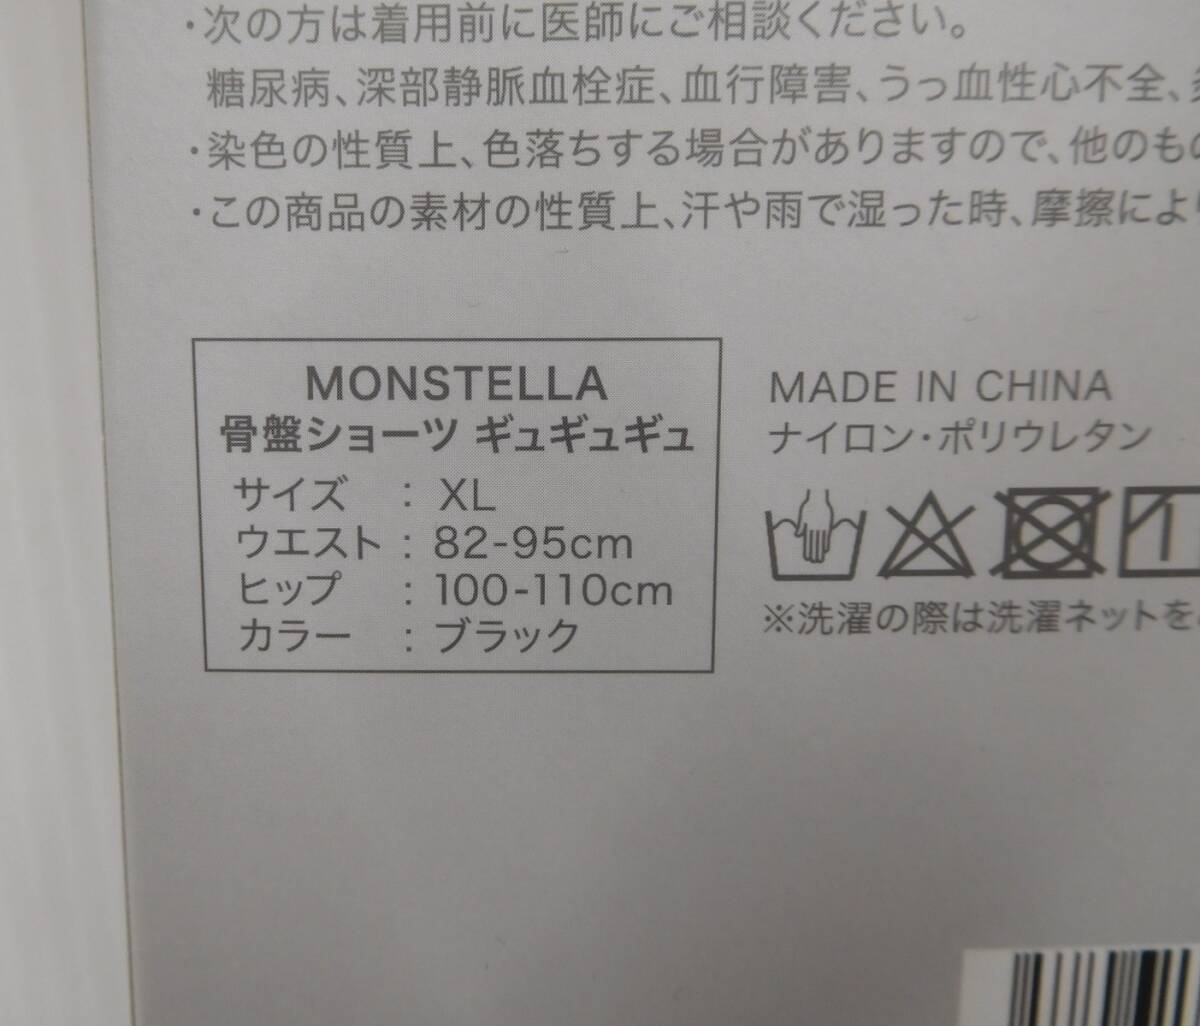 ・次の方は着用前に医師にご相談ください。
糖尿病、深部静脈血栓症、血行障害、うっ血性心不全、
・染色の性質上、色落ちする場合がありますので、他のもの
・この商品の素材の性質上、汗や雨で湿った時、摩擦により
MONSTELLA
骨盤ショーツ ギュギュギュ
サイズ : XL
ウエスト : 82-95cm
ヒップ : 100-110cm
カラー : ブラック
MADE IN CHINA
ナイロン・ポリウレタン
※洗濯の際は洗濯ネットを